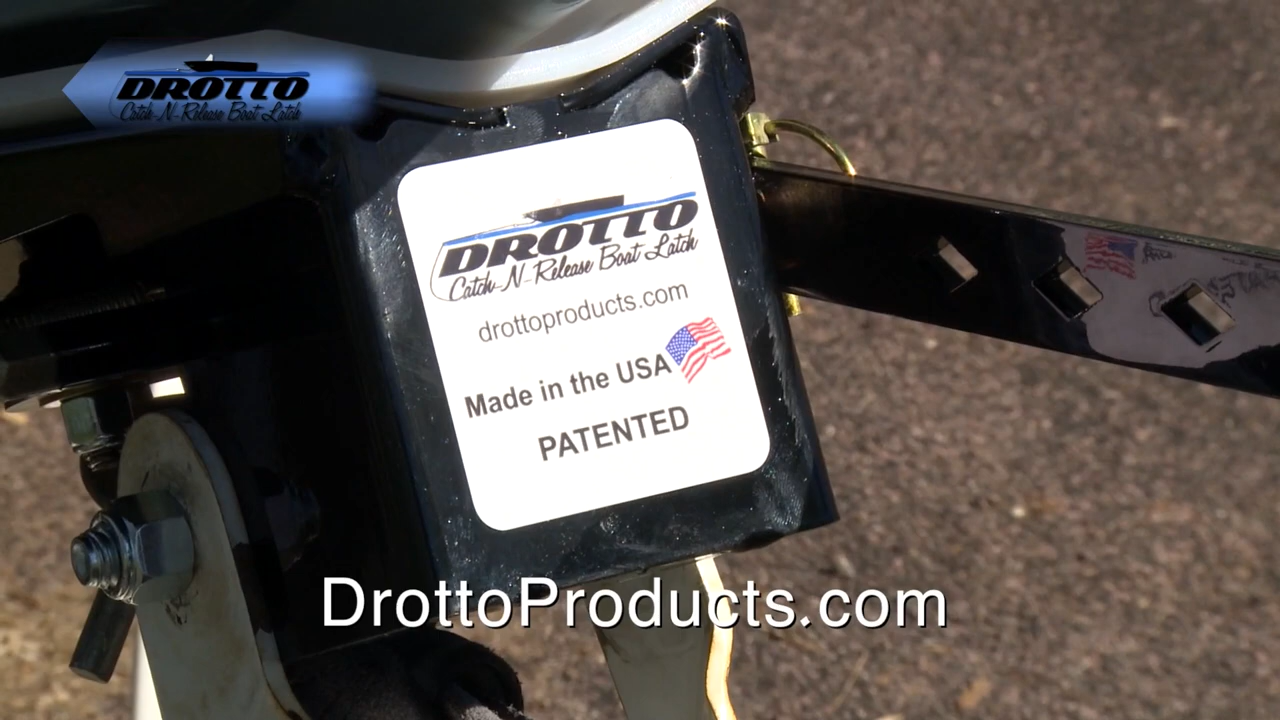 DROTTO
Catch-N-Release Boat Latch
DROTTO
Catch-N-Release Boat Latch
drottoproducts.com
Made in the USA
PATENTED
DrottoProducts.com